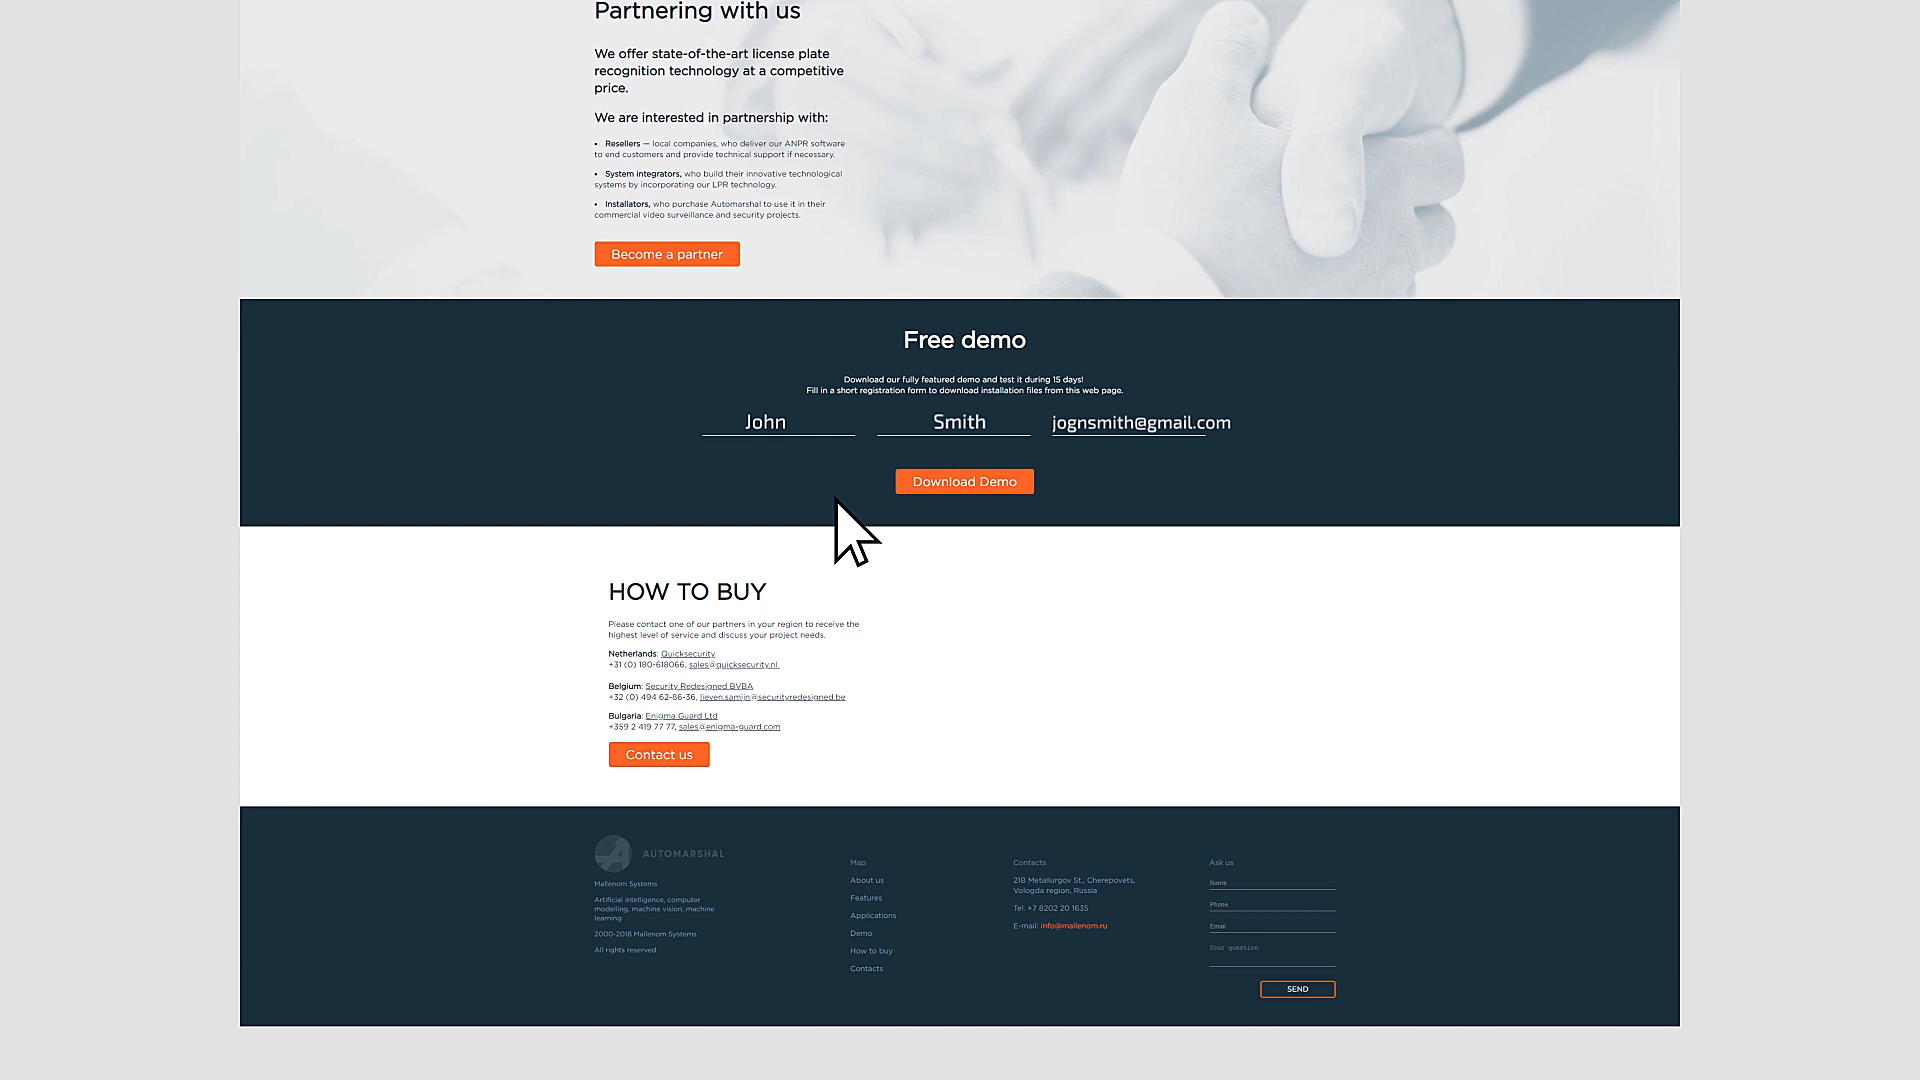 Partnering with us
We offer state-of-the-art license plate
recognition technology at a competitive
price.
We are interested in partnership with:
• Resellers — local companies, who deliver our ANPR software
to end customers and provide technical support if necessary.
• System integrators, who build their innovative technological
systems by incorporating our LPR technology.
• Installators, who purchase Automarshal to use it in their
commercial video surveillance and security projects.
Become a partner
Free demo
Download our fully featured demo and test it during 15 days!
Fill in a short registration form to download installation files from this web page.
John Smith jognsmith@gmail.com
Download Demo
HOW TO BUY
Please contact one of our partners in your region to receive the
highest level of service and discuss your project needs.
Netherlands: Quicksecurity
+31 (0) 180-618066, sales@quicksecurity.nl
Belgium: Security Redesigned BVBA
+32 (0) 494 62-86-36, lieven.samijn@securityredesigned.be
Bulgaria: Enigma Guard Ltd
+359 2 419 77 77, sales@enigma-guard.com
Contact us
AUTOMARSHAL
Mallenom Systems
Artificial intelligence, computer
modelling, machine vision, machine
learning
2000-2018 Mallenom Systems
All rights reserved
Map
About us
Features
Applications
Demo
How to buy
Contacts
Contacts
21B Metallurgov St., Cherepovets,
Vologda region, Russia
Tel. +7 8202 20 1635
E-mail: info@mallenom.ru
Ask us
Name
Phone
Email
Your question
SEND